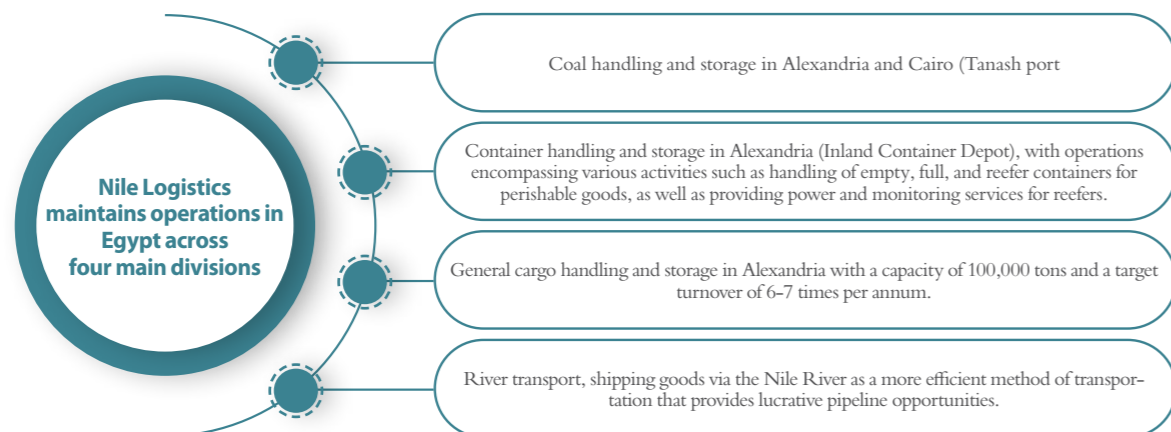 Nile Logistics
maintains operations in
Egypt across
four main divisions
Coal handling and storage in Alexandria and Cairo (Tanash port
Container handling and storage in Alexandria (Inland Container Depot), with operations
encompassing various activities such as handling of empty, full, and reefer containers for
perishable goods, as well as providing power and monitoring services for reefers.
General cargo handling and storage in Alexandria with a capacity of 100,000 tons and a target
turnover of 6-7 times per annum.
River transport, shipping goods via the Nile River as a more efficient method of transpor-
tation that provides lucrative pipeline opportunities.